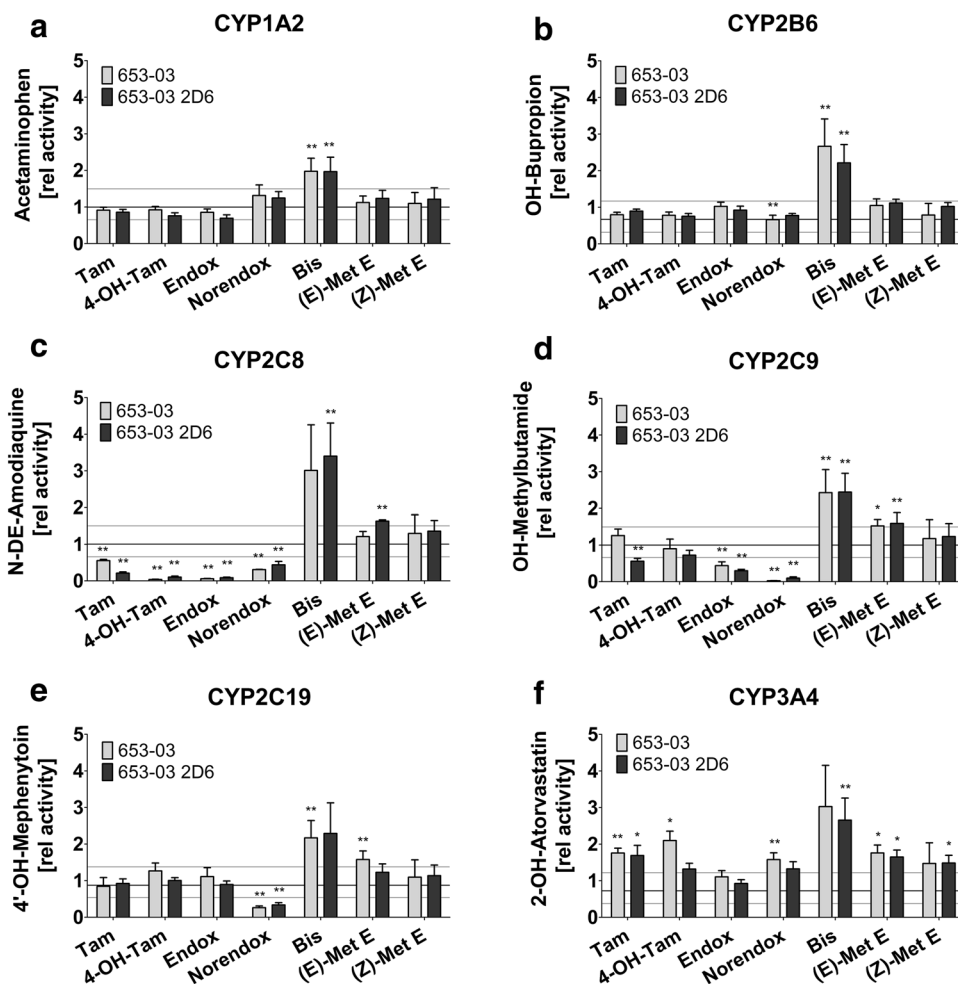 a CYP1A2
Acetaminophen
[rel activity]
5
4
3
2
1
0
653-03
653-03 2D6
** **
Tam
4-OH-Tam
Endox
Norendox
Bis
(E)-Met E
(Z)-Met E
b CYP2B6
OH-Bupropion
[rel activity]
5
4
3
2
1
0
653-03
653-03 2D6
** ** **
Tam
4-OH-Tam
Endox
Norendox
Bis
(E)-Met E
(Z)-Met E
c CYP2C8
N-DE-Amodiaquine
[rel activity]
5
4
3
2
1
0
653-03
653-03 2D6
** ** ** ** ** ** ** ** ** **
Tam
4-OH-Tam
Endox
Norendox
Bis
(E)-Met E
(Z)-Met E
d CYP2C9
OH-Methylbutamide
[rel activity]
5
4
3
2
1
0
653-03
653-03 2D6
** ** ** ** ** ** ** * **
Tam
4-OH-Tam
Endox
Norendox
Bis
(E)-Met E
(Z)-Met E
e CYP2C19
4'-OH-Mephenytoin
[rel activity]
5
4
3
2
1
0
653-03
653-03 2D6
** ** ** **
Tam
4-OH-Tam
Endox
Norendox
Bis
(E)-Met E
(Z)-Met E
f CYP3A4
2-OH-Atorvastatin
[rel activity]
5
4
3
2
1
0
653-03
653-03 2D6
** * * ** ** * * *
Tam
4-OH-Tam
Endox
Norendox
Bis
(E)-Met E
(Z)-Met E